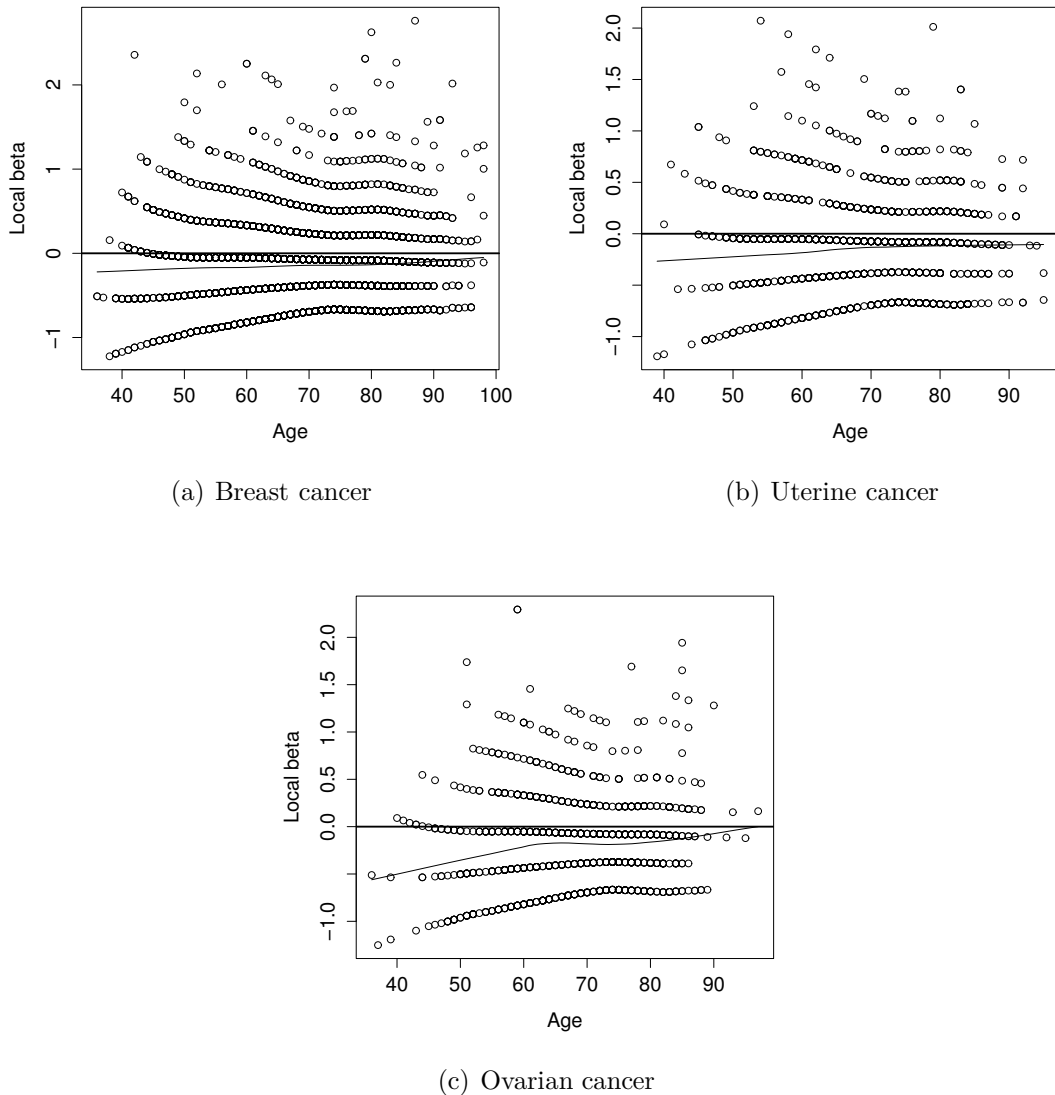 Local beta
2
1
0
−1
40 50 60 70 80 90 100
Age
(a) Breast cancer
Local beta
2.0
1.5
1.0
0.5
0.0
−1.0
40 50 60 70 80 90
Age
(b) Uterine cancer
Local beta
2.0
1.5
1.0
0.5
0.0
−1.0
40 50 60 70 80 90
Age
(c) Ovarian cancer